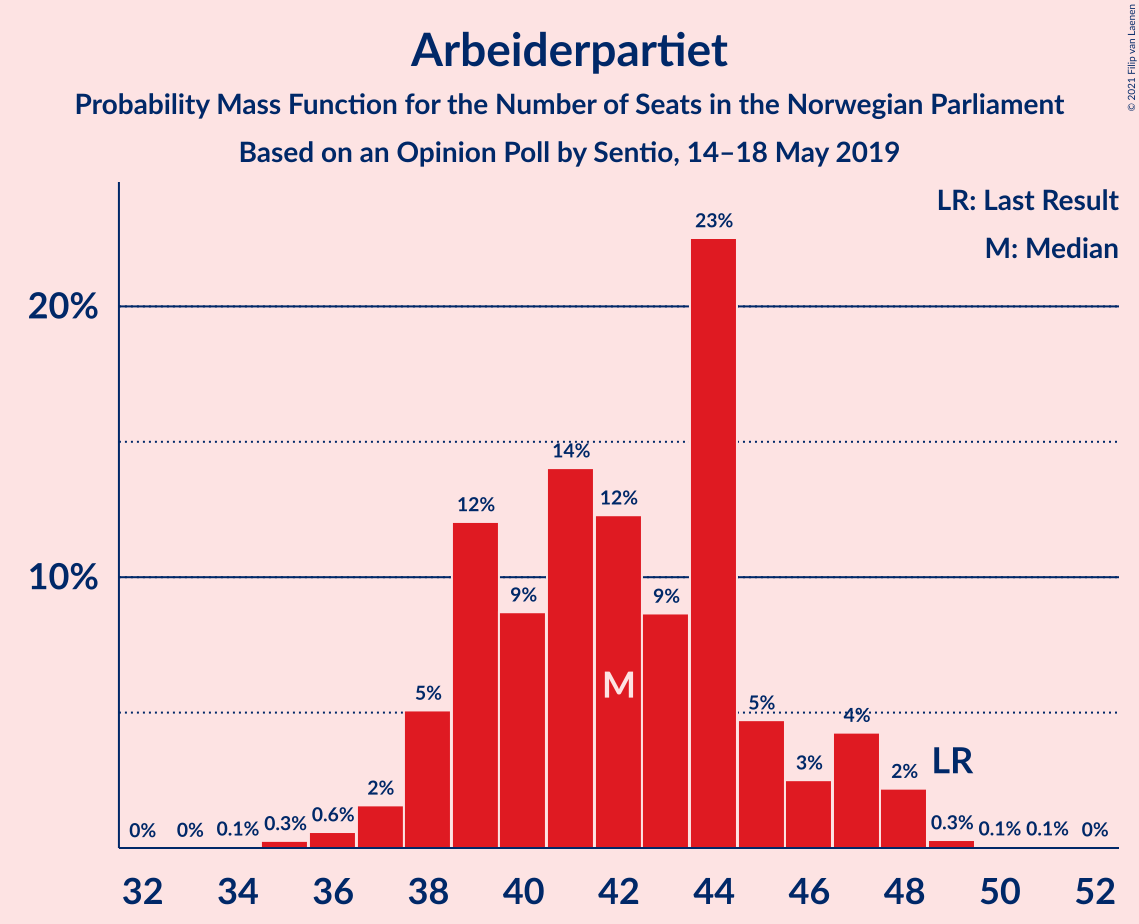 Arbeiderpartiet
Probability Mass Function for the Number of Seats in the Norwegian Parliament
Based on an Opinion Poll by Sentio, 14–18 May 2019
© 2021 Filip van Laenen
LR: Last Result
M: Median
20%
10%
0% 0% 0.1% 0.3% 0.6% 2% 5% 12% 9% 14% 12% 9% 23% 5% 3% 4% 2% 0.3% 0.1% 0.1% 0%
M
LR
32 34 36 38 40 42 44 46 48 50 52